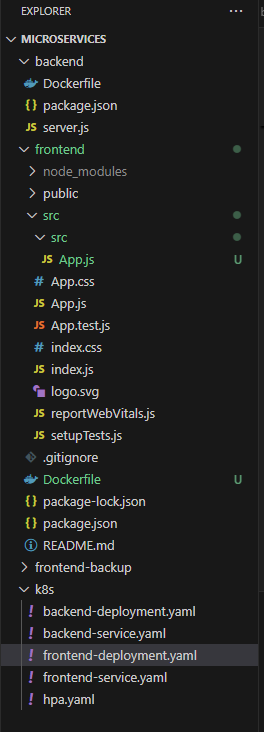 EXPLORER ...
MICROSERVICES
backend
Dockerfile
{ } package.json
JS server.js
frontend
node_modules
public
src
src
JS App.js U
# App.css
JS App.js
JS App.test.js
# index.css
JS index.js
logo.svg
JS reportWebVitals.js
JS setupTests.js
.gitignore
Dockerfile U
{ } package-lock.json
{ } package.json
README.md
frontend-backup
k8s
! backend-deployment.yaml
! backend-service.yaml
! frontend-deployment.yaml
! frontend-service.yaml
! hpa.yaml